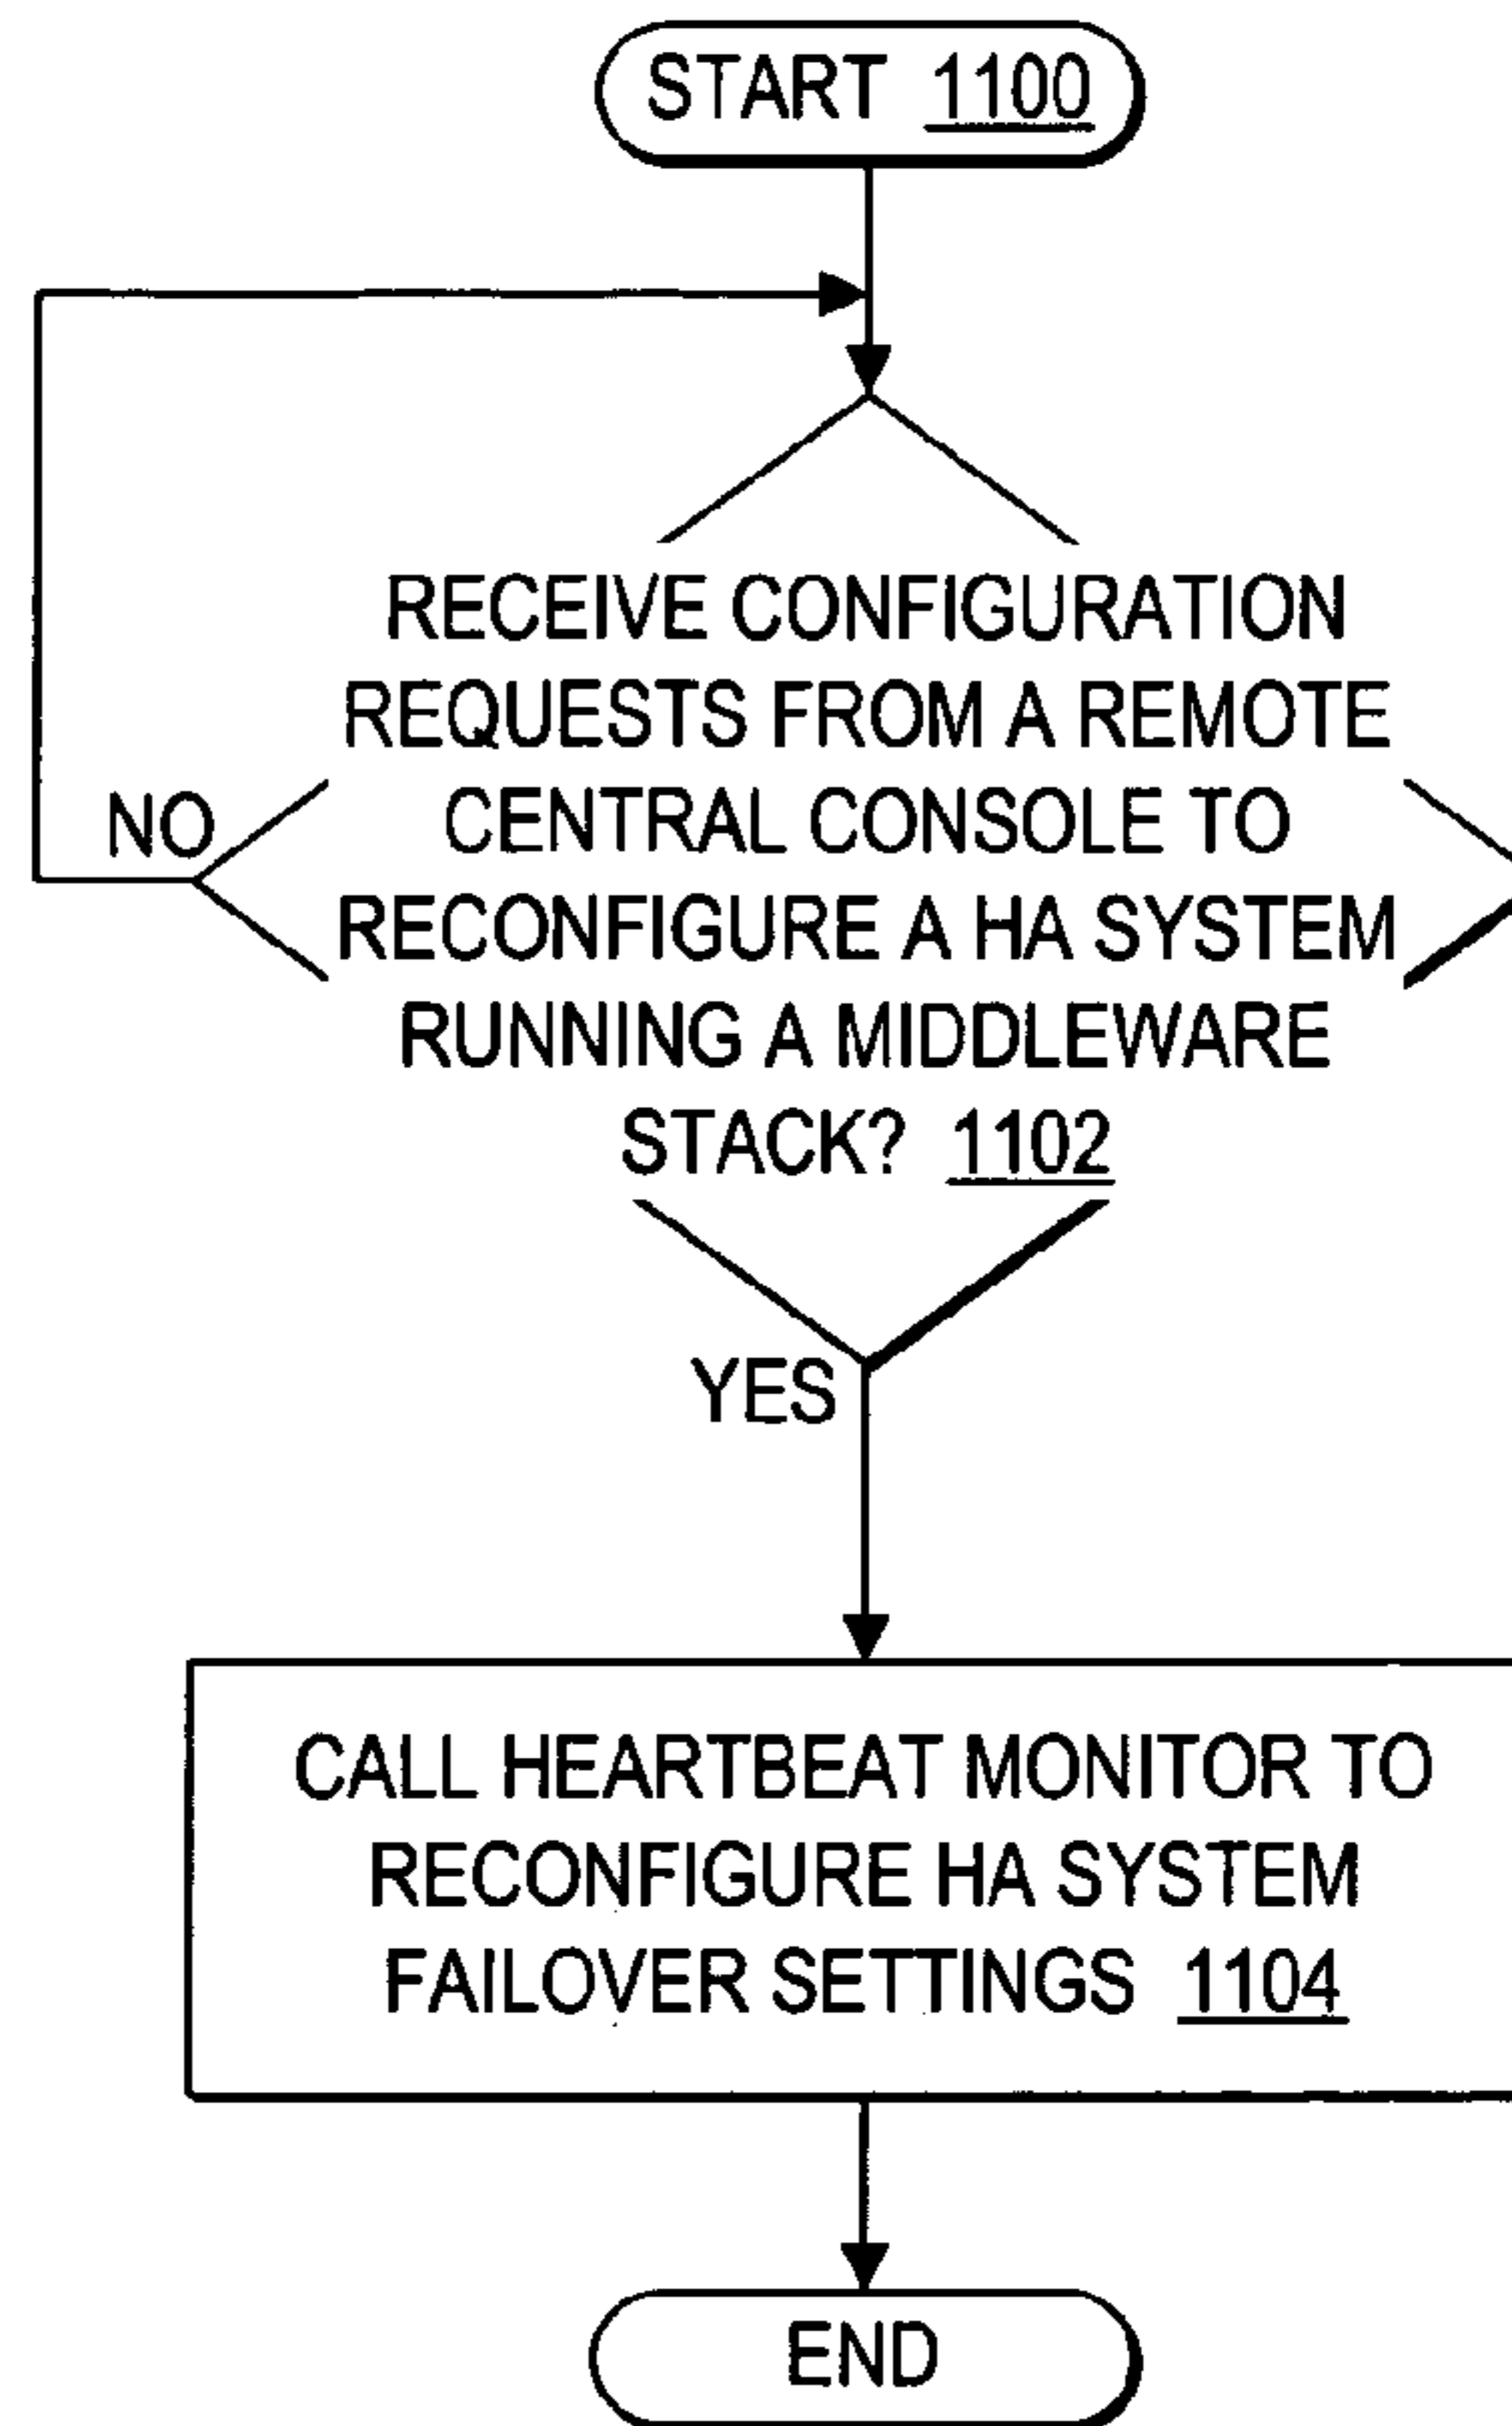 START 1100
RECEIVE CONFIGURATION
REQUESTS FROM A REMOTE
CENTRAL CONSOLE TO
RECONFIGURE A HA SYSTEM
RUNNING A MIDDLEWARE
STACK? 1102
NO
YES
CALL HEARTBEAT MONITOR TO
RECONFIGURE HA SYSTEM
FAILOVER SETTINGS 1104
END